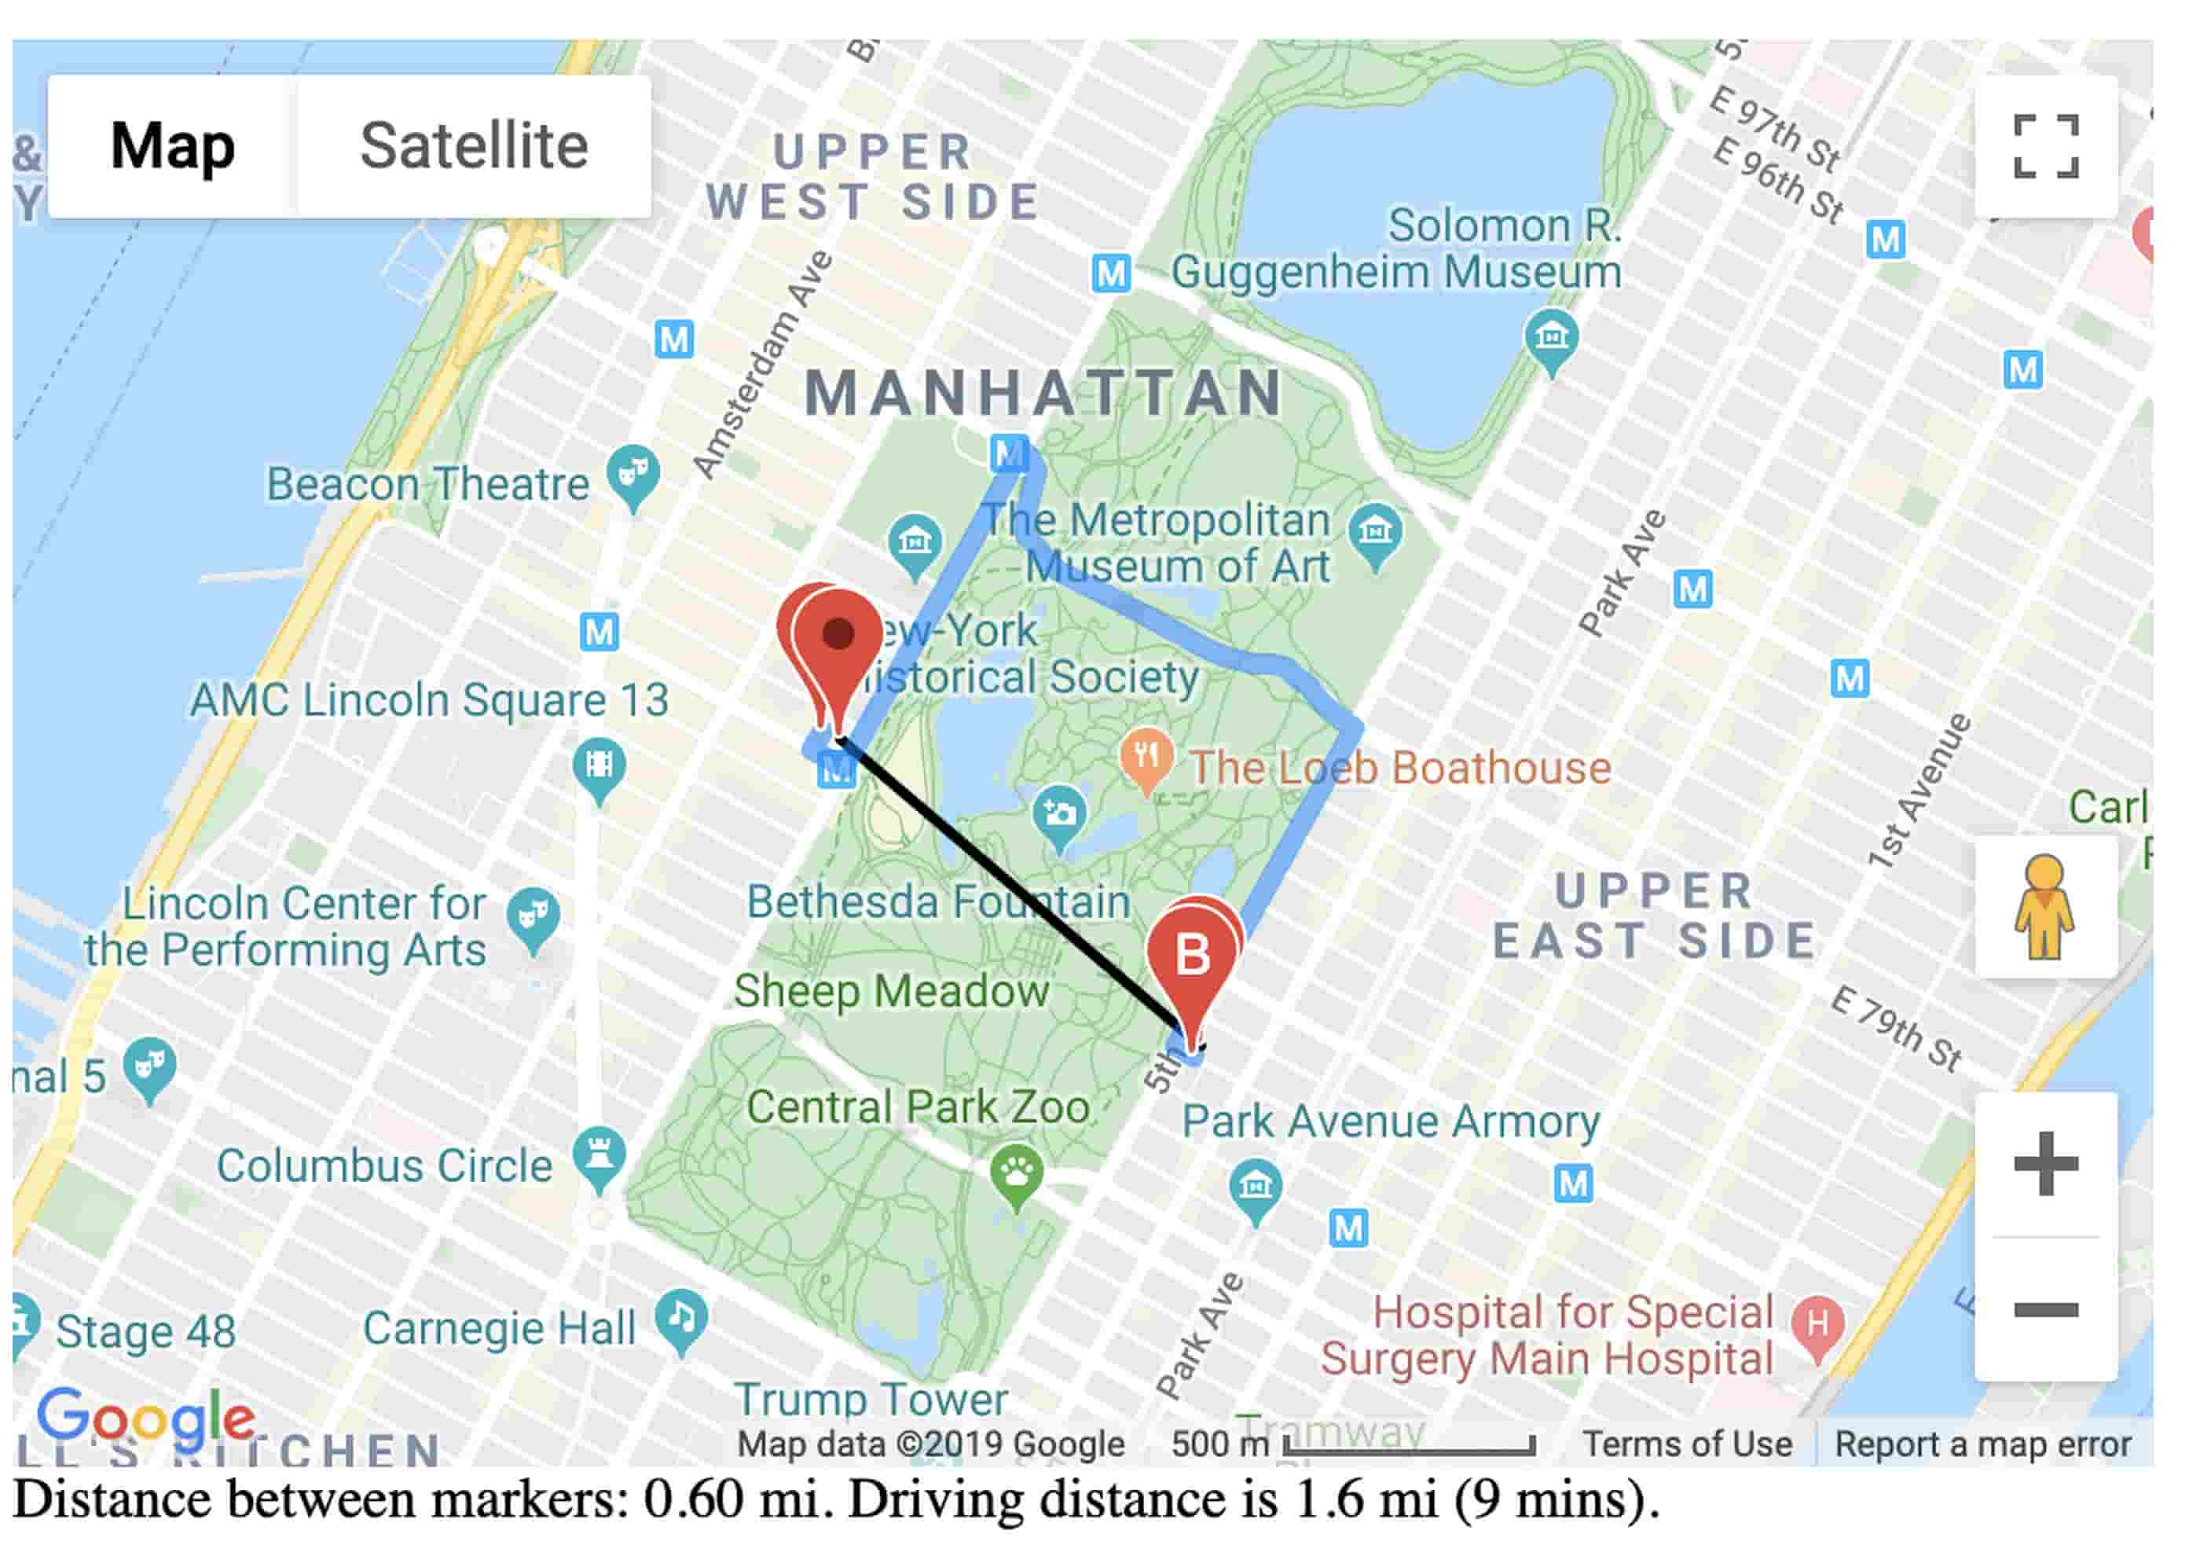 Map
Satellite
&
Y
UPPER
WEST SIDE
E 97th St
E 96th St
Solomon R.
Guggenheim Museum
M
M
M
M
Amsterdam Ave
MANHATTAN
M
Beacon Theatre
The Metropolitan
Museum of Art
Park Ave
M
M
ew-York
istorical Society
M
AMC Lincoln Square 13
M
The Loeb Boathouse
1st Avenue
Carl
Bethesda Fountain
UPPER
EAST SIDE
Lincoln Center for
the Performing Arts
B
Sheep Meadow
E 79th St
5th
nal 5
Central Park Zoo
Park Avenue Armory
Columbus Circle
M
M
Park Ave
Hospital for Special
Surgery Main Hospital
H
Stage 48
Carnegie Hall
Trump Tower
Google
LL'S KITCHEN
Tramway
Map data ©2019 Google
500 m
Terms of Use
Report a map error
Distance between markers: 0.60 mi. Driving distance is 1.6 mi (9 mins).